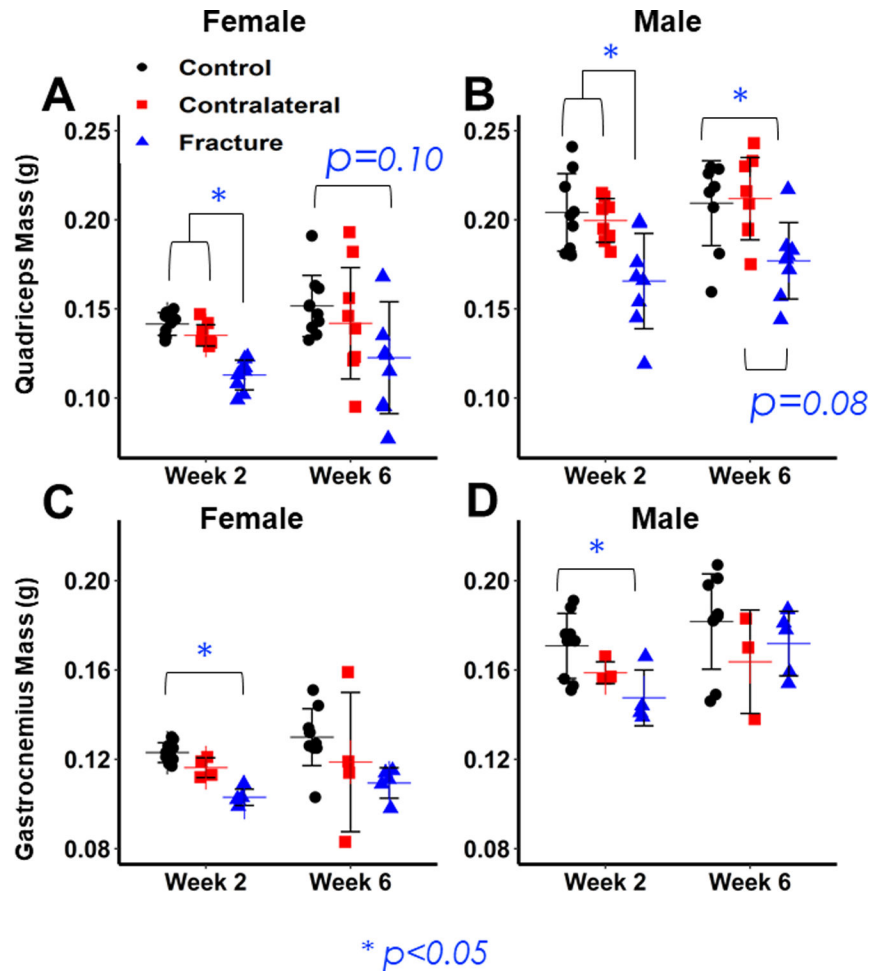 Female
Male
A
Control
Contralateral
Fracture
B
Quadriceps Mass (g)
0.25
0.20
0.15
0.10
*
p=0.10
Week 2
Week 6
0.25
0.20
0.15
0.10
*
*
p=0.08
Week 2
Week 6
C
Female
D
Male
Gastrocnemius Mass (g)
0.20
0.16
0.12
0.08
*
Week 2
Week 6
0.20
0.16
0.12
0.08
*
Week 2
Week 6
* p<0.05